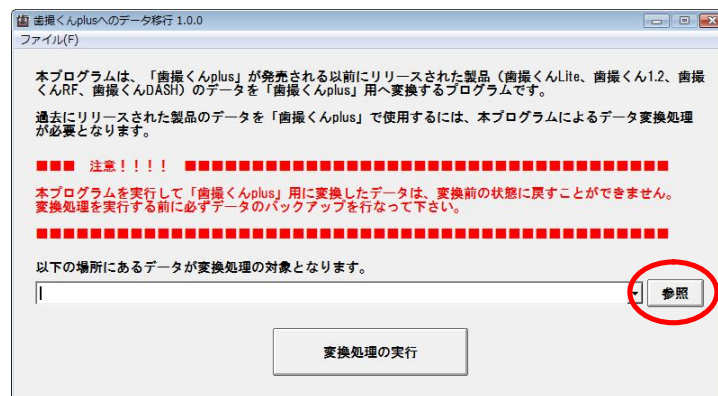 歯撮くんplusへのデータ移行 1.0.0
ファイル(F)
本プログラムは、「歯撮くんplus」が発売される以前にリリースされた製品（歯撮くんLite、歯撮くん1.2、歯撮
くんRF、歯撮くんDASH）のデータを「歯撮くんplus」用へ変換するプログラムです。
過去にリリースされた製品のデータを「歯撮くんplus」で使用するには、本プログラムによるデータ変換処理
が必要となります。
■■■ 注意！！！！ ■■■■■■■■■■■■■■■■■■■■■■■■■■■■■■■■■■■■
本プログラムを実行して「歯撮くんplus」用に変換したデータは、変換前の状態に戻すことができません。
変換処理を実行する前に必ずデータのバックアップを行なって下さい。
■■■■■■■■■■■■■■■■■■■■■■■■■■■■■■■■■■■■■■■■■■■■■■■
以下の場所にあるデータが変換処理の対象となります。
参照
変換処理の実行